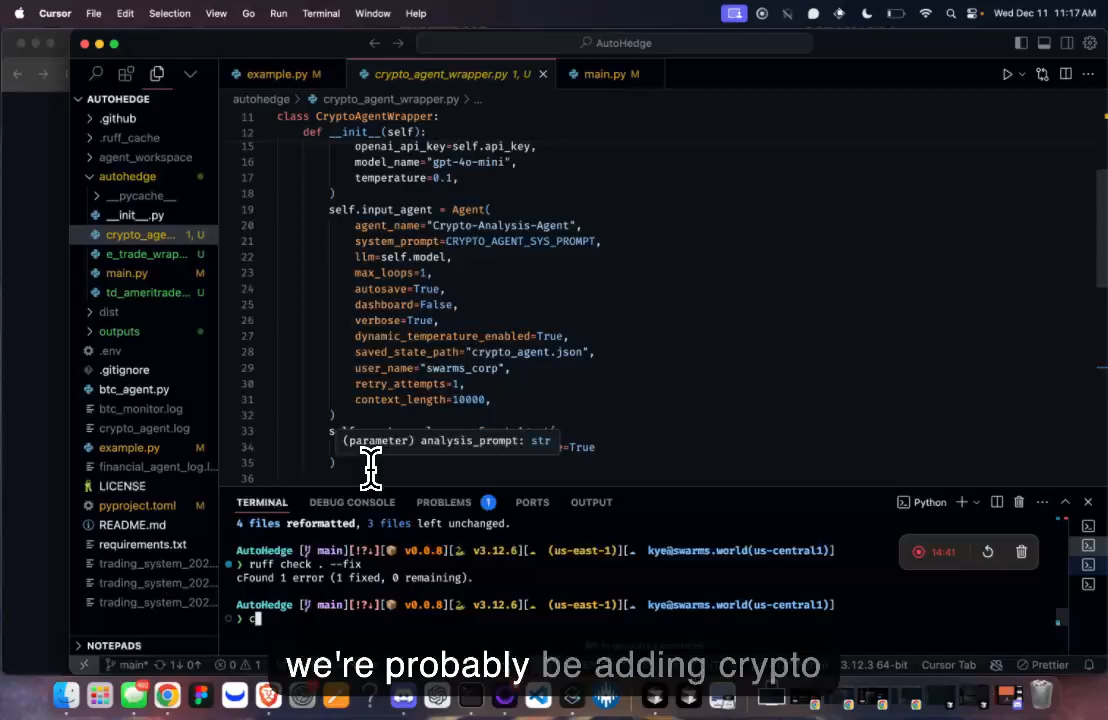 Cursor File Edit Selection View Go Run Terminal Window Help Wed Dec 11 11:17 AM
AutoHedge
example.py M crypto_agent_wrapper.py 1, U main.py M
AUTOHEDGE
autohedge > crypto_agent_wrapper.py > ...
.github
.ruff_cache
agent_workspace
autohedge
__pycache__
__init__.py
crypto_age... 1, U
e_trade_wrap... U
main.py M
td_ameritrade... U
dist
outputs
.env
.gitignore
btc_agent.py
btc_monitor.log
crypto_agent.log
example.py M
financial_agent_log.l...
LICENSE
pyproject.toml M
README.md
requirements.txt
trading_system_202...
trading_system_202...
trading_system_202...
NOTEPADS
11 class CryptoAgentWrapper:
12 def __init__(self):
15 openai_api_key=self.api_key,
16 model_name="gpt-4o-mini",
17 temperature=0.1,
18 )
19 self.input_agent = Agent(
20 agent_name="Crypto-Analysis-Agent",
21 system_prompt=CRYPTO_AGENT_SYS_PROMPT,
22 llm=self.model,
23 max_loops=1,
24 autosave=True,
25 dashboard=False,
26 verbose=True,
27 dynamic_temperature_enabled=True,
28 saved_state_path="crypto_agent.json",
29 user_name="swarms_corp",
30 retry_attempts=1,
31 context_length=10000,
32 )
33
(parameter) analysis_prompt: str
34 =True
35 )
36
TERMINAL DEBUG CONSOLE PROBLEMS 1 PORTS OUTPUT Python
4 files reformatted, 3 files left unchanged.
AutoHedge [ main][!?↓][ v0.0.8][ v3.12.6][ (us-east-1)][ kye@swarms.world(us-central1)]
❯ ruff check . --fix
cFound 1 error (1 fixed, 0 remaining).
AutoHedge [ main][!?↓][ v0.0.8][ v3.12.6][ (us-east-1)][ kye@swarms.world(us-central1)]
❯ c
14:41
we're probably be adding crypto
main* 1↓ 0↑ 0 1 3.12.3 64-bit Cursor Tab Prettier